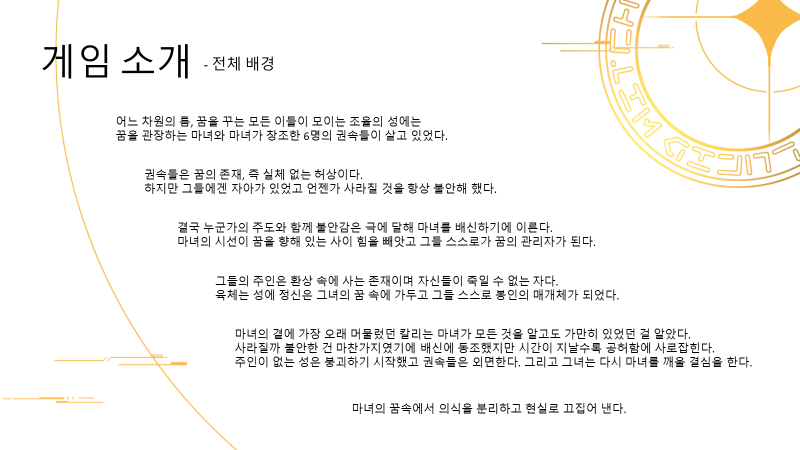 게임 소개 - 전체 배경
어느 차원의 틈, 꿈을 꾸는 모든 이들이 모이는 조율의 성에는
꿈을 관장하는 마녀와 마녀가 창조한 6명의 권속들이 살고 있었다.
권속들은 꿈의 존재, 즉 실체 없는 허상이다.
하지만 그들에겐 자아가 있었고 언젠가 사라질 것을 항상 불안해 했다.
결국 누군가의 주도와 함께 불안감은 극에 달해 마녀를 배신하기에 이른다.
마녀의 시선이 꿈을 향해 있는 사이 힘을 빼앗고 그들 스스로가 꿈의 관리자가 된다.
그들의 주인은 환상 속에 사는 존재이며 자신들이 죽일 수 없는 자다.
육체는 성에 정신은 그녀의 꿈 속에 가두고 그들 스스로 봉인의 매개체가 되었다.
마녀의 곁에 가장 오래 머물렀던 칼리는 마녀가 모든 것을 알고도 가만히 있었던 걸 알았다.
사라질까 불안한 건 마찬가지였기에 배신에 동조했지만 시간이 지날수록 공허함에 사로잡힌다.
주인이 없는 성은 붕괴하기 시작했고 권속들은 외면한다. 그리고 그녀는 다시 마녀를 깨울 결심을 한다.
마녀의 꿈속에서 의식을 분리하고 현실로 끄집어 낸다.